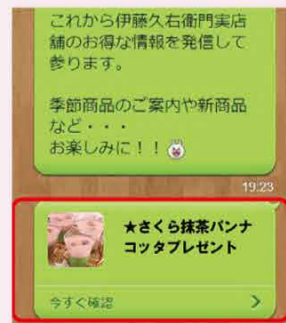 これから伊藤久右衛門実店
舗のお得な情報を発信して
参ります。
季節商品のご案内や新商品
など・・・
お楽しみに！！
19:23
★さくら抹茶パンナ
コッタプレゼント
今すぐ確認